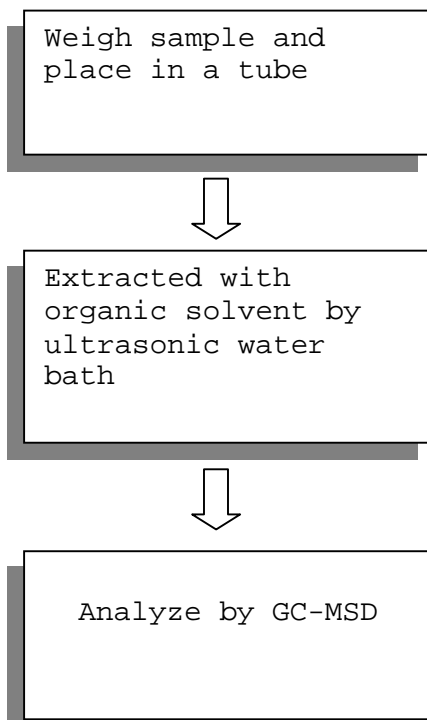 Weigh sample and
place in a tube
Extracted with
organic solvent by
ultrasonic water
bath
Analyze by GC-MSD